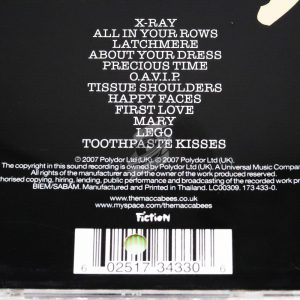 X-RAY
ALL IN YOUR ROWS
LATCHMERE
ABOUT YOUR DRESS
PRECIOUS TIME
O.A.V.I.P.
TISSUE SHOULDERS
HAPPY FACES
FIRST LOVE
MARY
LEGO
TOOTHPASTE KISSES
The copyright in this sound recording is owned by Polydor Ltd (UK). A Universal Music Compa
℗ 2007 Polydor Ltd (UK). © 2007 Polydor Ltd (UK).
All rights of the manufacturer and of the owner of the work produced reserved.
thorised copying, hiring, lending, public performance and broadcasting of the recorded work pr
BIEM/SABAM. Manufactured and Printed in Thailand. LC00309. 173 433-0.
www.themaccabees.co.uk
www.myspace.com/themaccabees
Fiction
6 02517 34330 6